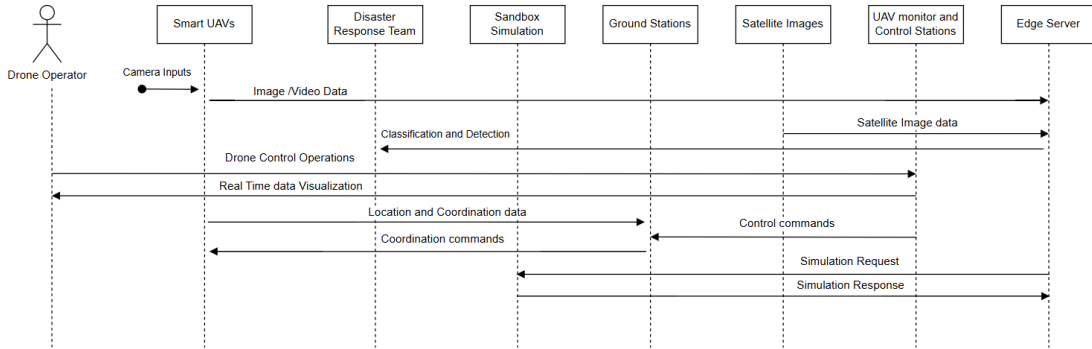 Smart UAVs
Disaster
Response Team
Sandbox
Simulation
Ground Stations
Satellite Images
UAV monitor and
Control Stations
Edge Server
Drone Operator
Camera Inputs
Image /Video Data
Satellite Image data
Classification and Detection
Drone Control Operations
Real Time data Visualization
Location and Coordination data
Control commands
Coordination commands
Simulation Request
Simulation Response